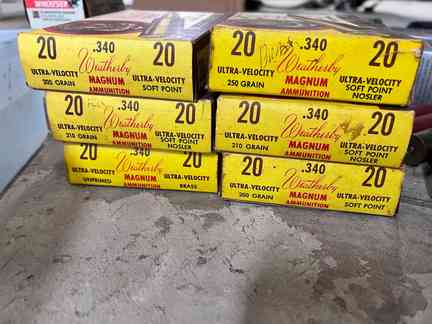 WINCHESTER
20 .340 20
Weatherby
ULTRA-VELOCITY MAGNUM ULTRA-VELOCITY
200 GRAIN AMMUNITION SOFT POINT
20 .340 20
Weatherby
ULTRA-VELOCITY MAGNUM ULTRA-VELOCITY
250 GRAIN AMMUNITION SOFT POINT
NOSLER
20 .340 20
Weatherby
ULTRA-VELOCITY MAGNUM ULTRA-VELOCITY
210 GRAIN AMMUNITION SOFT POINT
NOSLER
20 .340 20
Weatherby
ULTRA-VELOCITY MAGNUM ULTRA-VELOCITY
210 GRAIN AMMUNITION SOFT POINT
NOSLER
20 .340 20
Weatherby
ULTRA-VELOCITY MAGNUM ULTRA-VELOCITY
UNPRIMED AMMUNITION BRASS
20 .340 20
Weatherby
ULTRA-VELOCITY MAGNUM ULTRA-VELOCITY
200 GRAIN AMMUNITION SOFT POINT